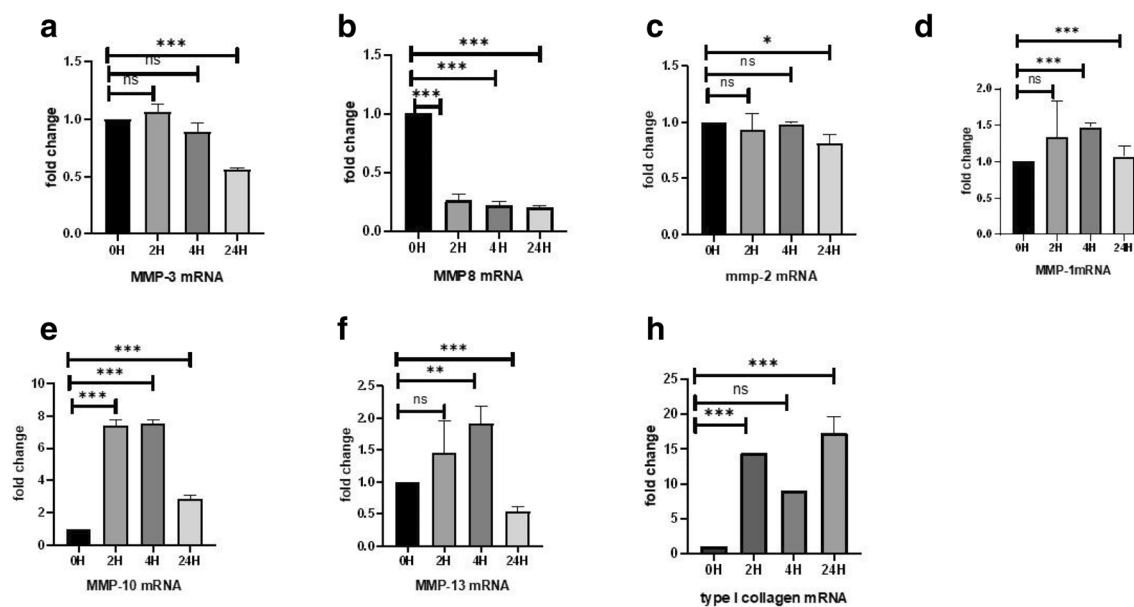 a
***
ns
ns
fold change
1.5
1.0
0.5
0.0
0H 2H 4H 24H
MMP-3 mRNA
b
***
***
***
fold change
1.5
1.0
0.5
0.0
0H 2H 4H 24H
MMP8 mRNA
c
*
ns
ns
fold change
1.5
1.0
0.5
0.0
0H 2H 4H 24H
mmp-2 mRNA
d
***
***
ns
fold change
2.0
1.5
1.0
0.5
0.0
0H 2H 4H 24H
MMP-1mRNA
e
***
***
***
fold change
10
8
6
4
2
0
0H 2H 4H 24H
MMP-10 mRNA
f
***
**
ns
fold change
2.5
2.0
1.5
1.0
0.5
0.0
0H 2H 4H 24H
MMP-13 mRNA
h
***
ns
***
fold change
25
20
15
10
5
0
0H 2H 4H 24H
type I collagen mRNA